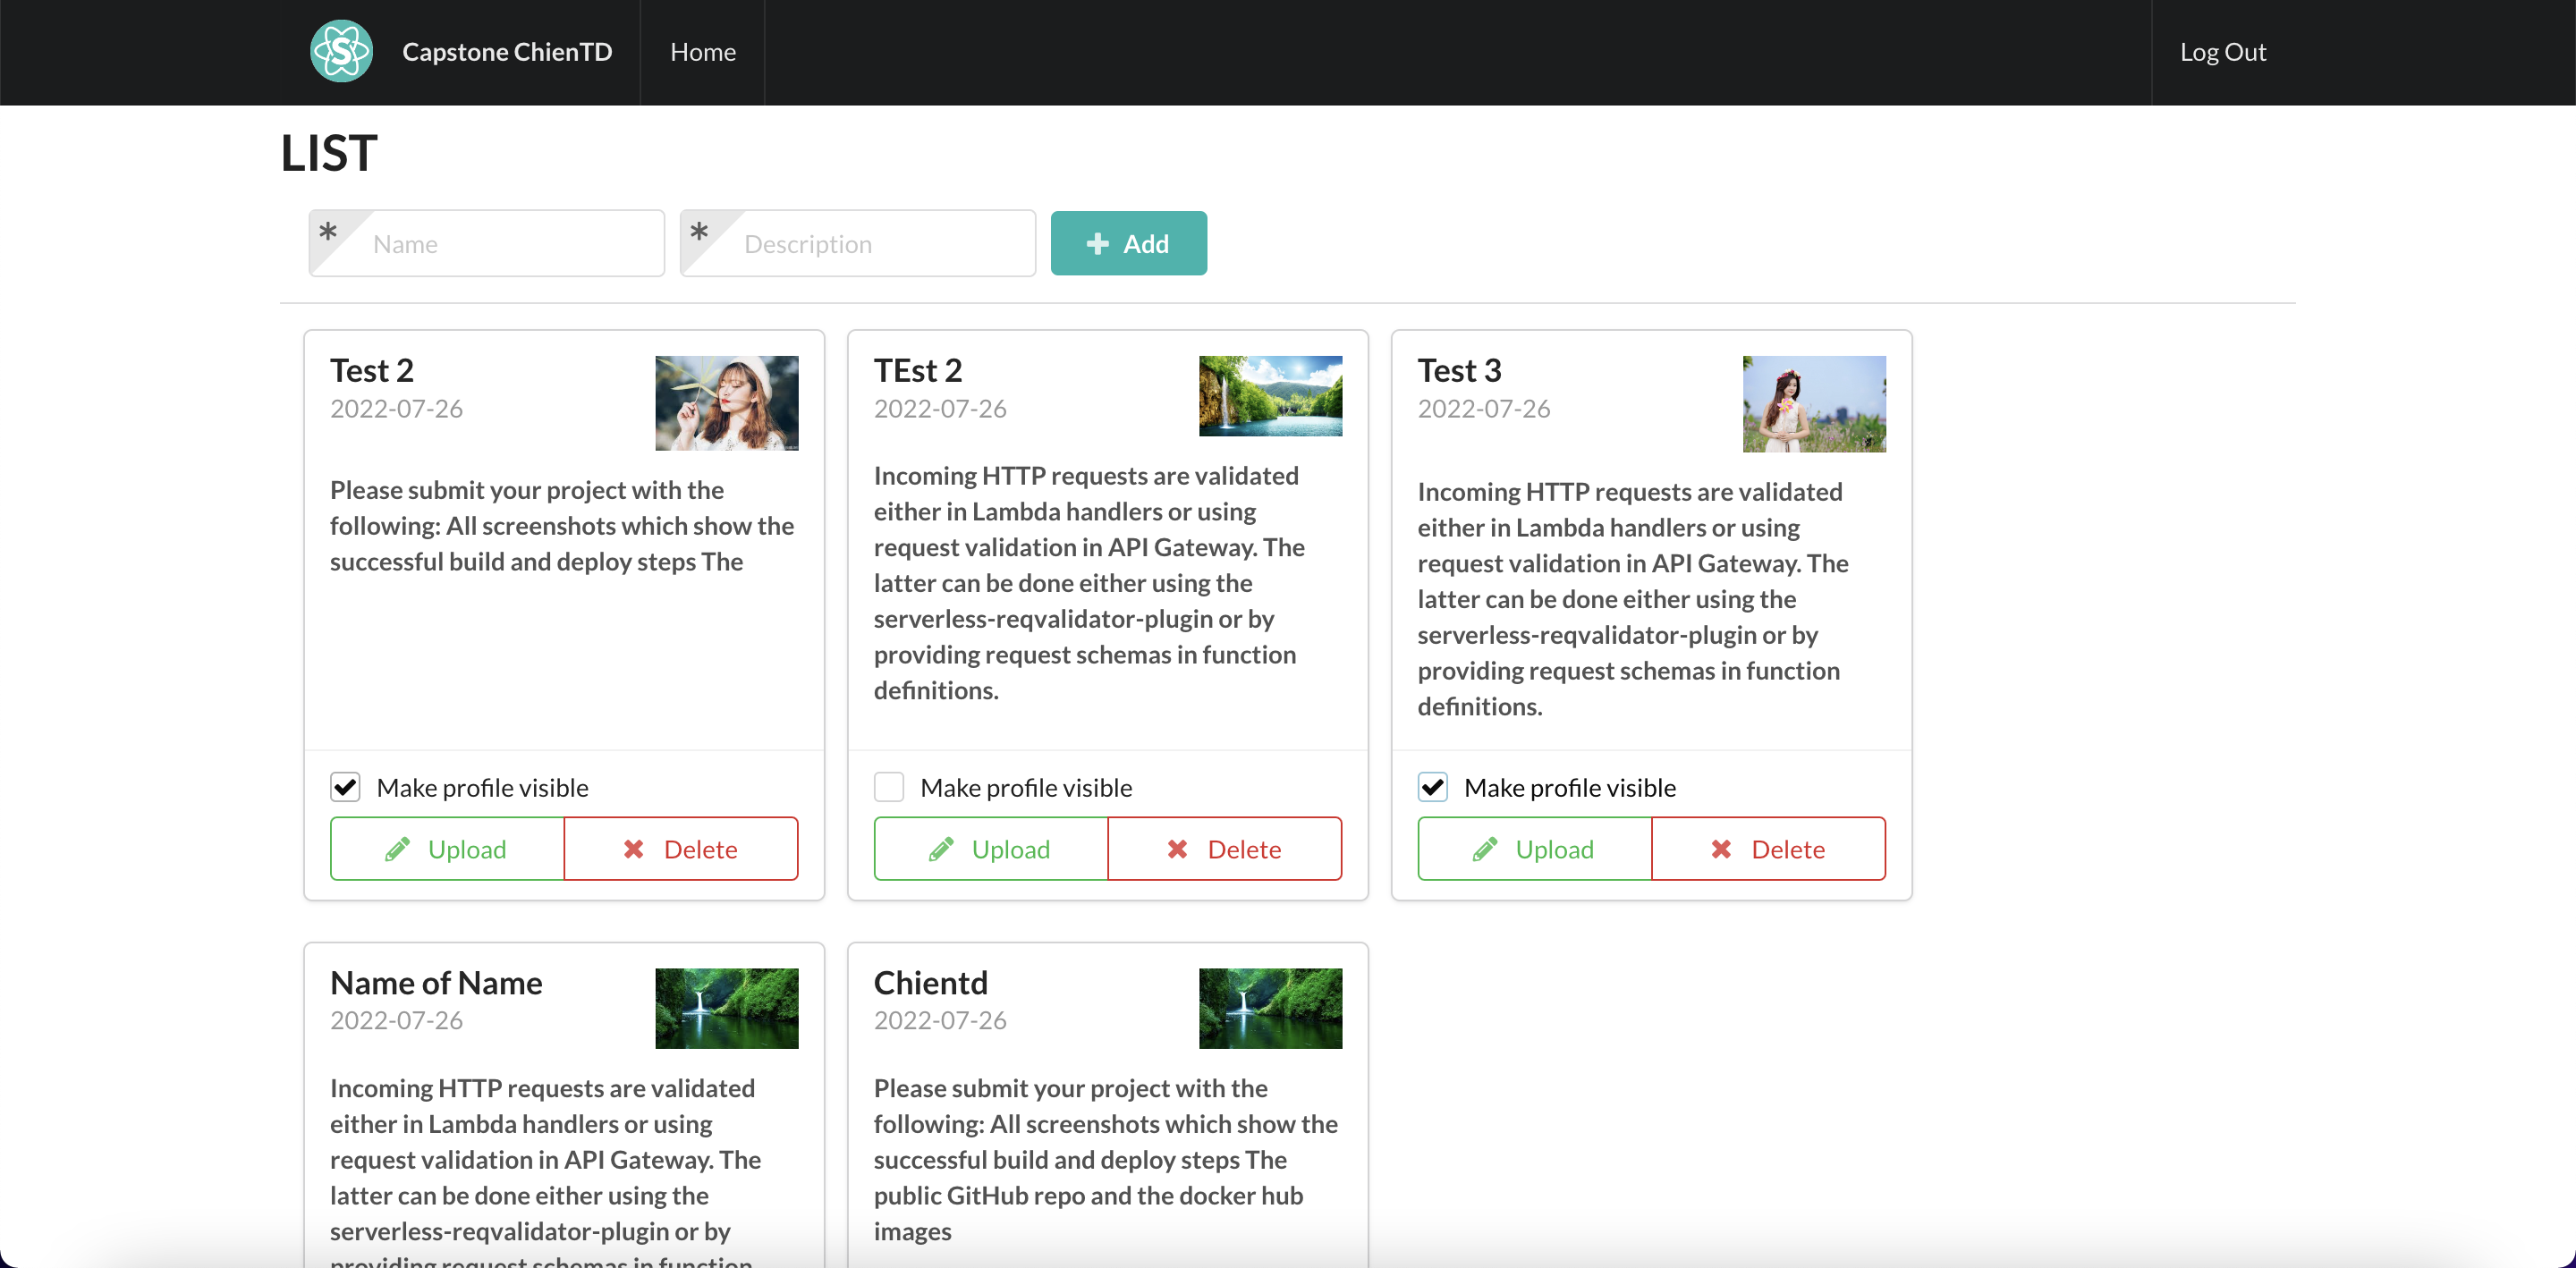 S
Capstone ChienTD
Home
Log Out
LIST
* Name
* Description
Add
Test 2
2022-07-26
Please submit your project with the
following: All screenshots which show the
successful build and deploy steps The
Make profile visible
Upload
Delete
TEst 2
2022-07-26
Incoming HTTP requests are validated
either in Lambda handlers or using
request validation in API Gateway. The
latter can be done either using the
serverless-reqvalidator-plugin or by
providing request schemas in function
definitions.
Make profile visible
Upload
Delete
Test 3
2022-07-26
Incoming HTTP requests are validated
either in Lambda handlers or using
request validation in API Gateway. The
latter can be done either using the
serverless-reqvalidator-plugin or by
providing request schemas in function
definitions.
Make profile visible
Upload
Delete
Name of Name
2022-07-26
Incoming HTTP requests are validated
either in Lambda handlers or using
request validation in API Gateway. The
latter can be done either using the
serverless-reqvalidator-plugin or by
providing request schemas in function
Chientd
2022-07-26
Please submit your project with the
following: All screenshots which show the
successful build and deploy steps The
public GitHub repo and the docker hub
images